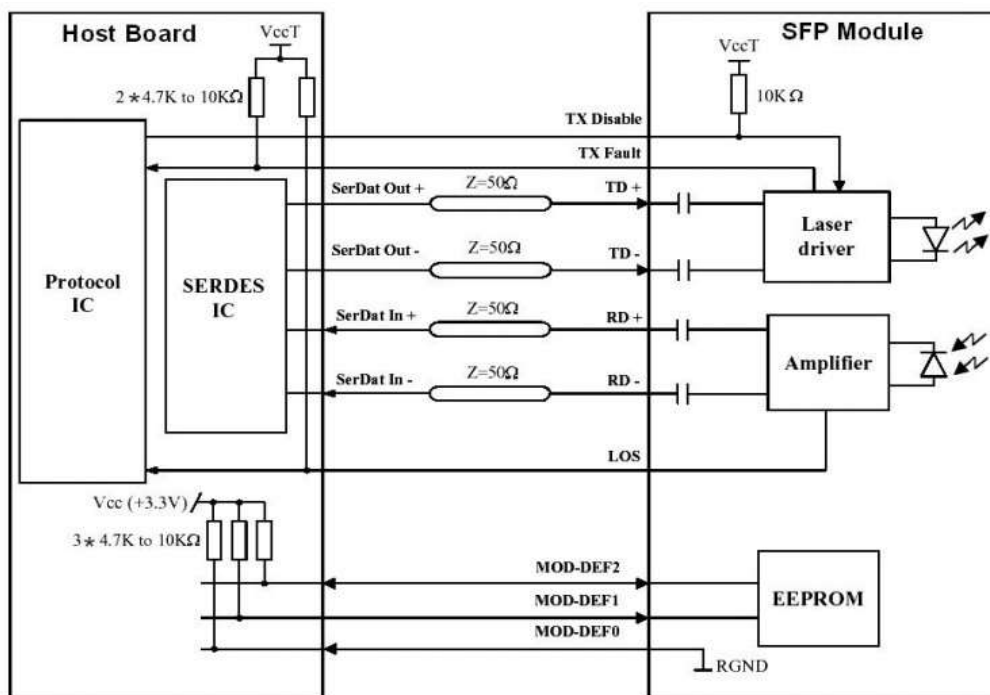 Host Board
SFP Module
VccT
VccT
2*4.7K to 10KΩ
10KΩ
TX Disable
TX Fault
SerDat Out +
Z=50Ω
TD +
SerDat Out -
Z=50Ω
TD -
Laser
driver
Protocol
IC
SERDES
IC
SerDat In +
Z=50Ω
RD +
SerDat In -
Z=50Ω
RD -
Amplifier
LOS
Vcc (+3.3V)
3*4.7K to 10KΩ
MOD-DEF2
MOD-DEF1
MOD-DEF0
EEPROM
RGND